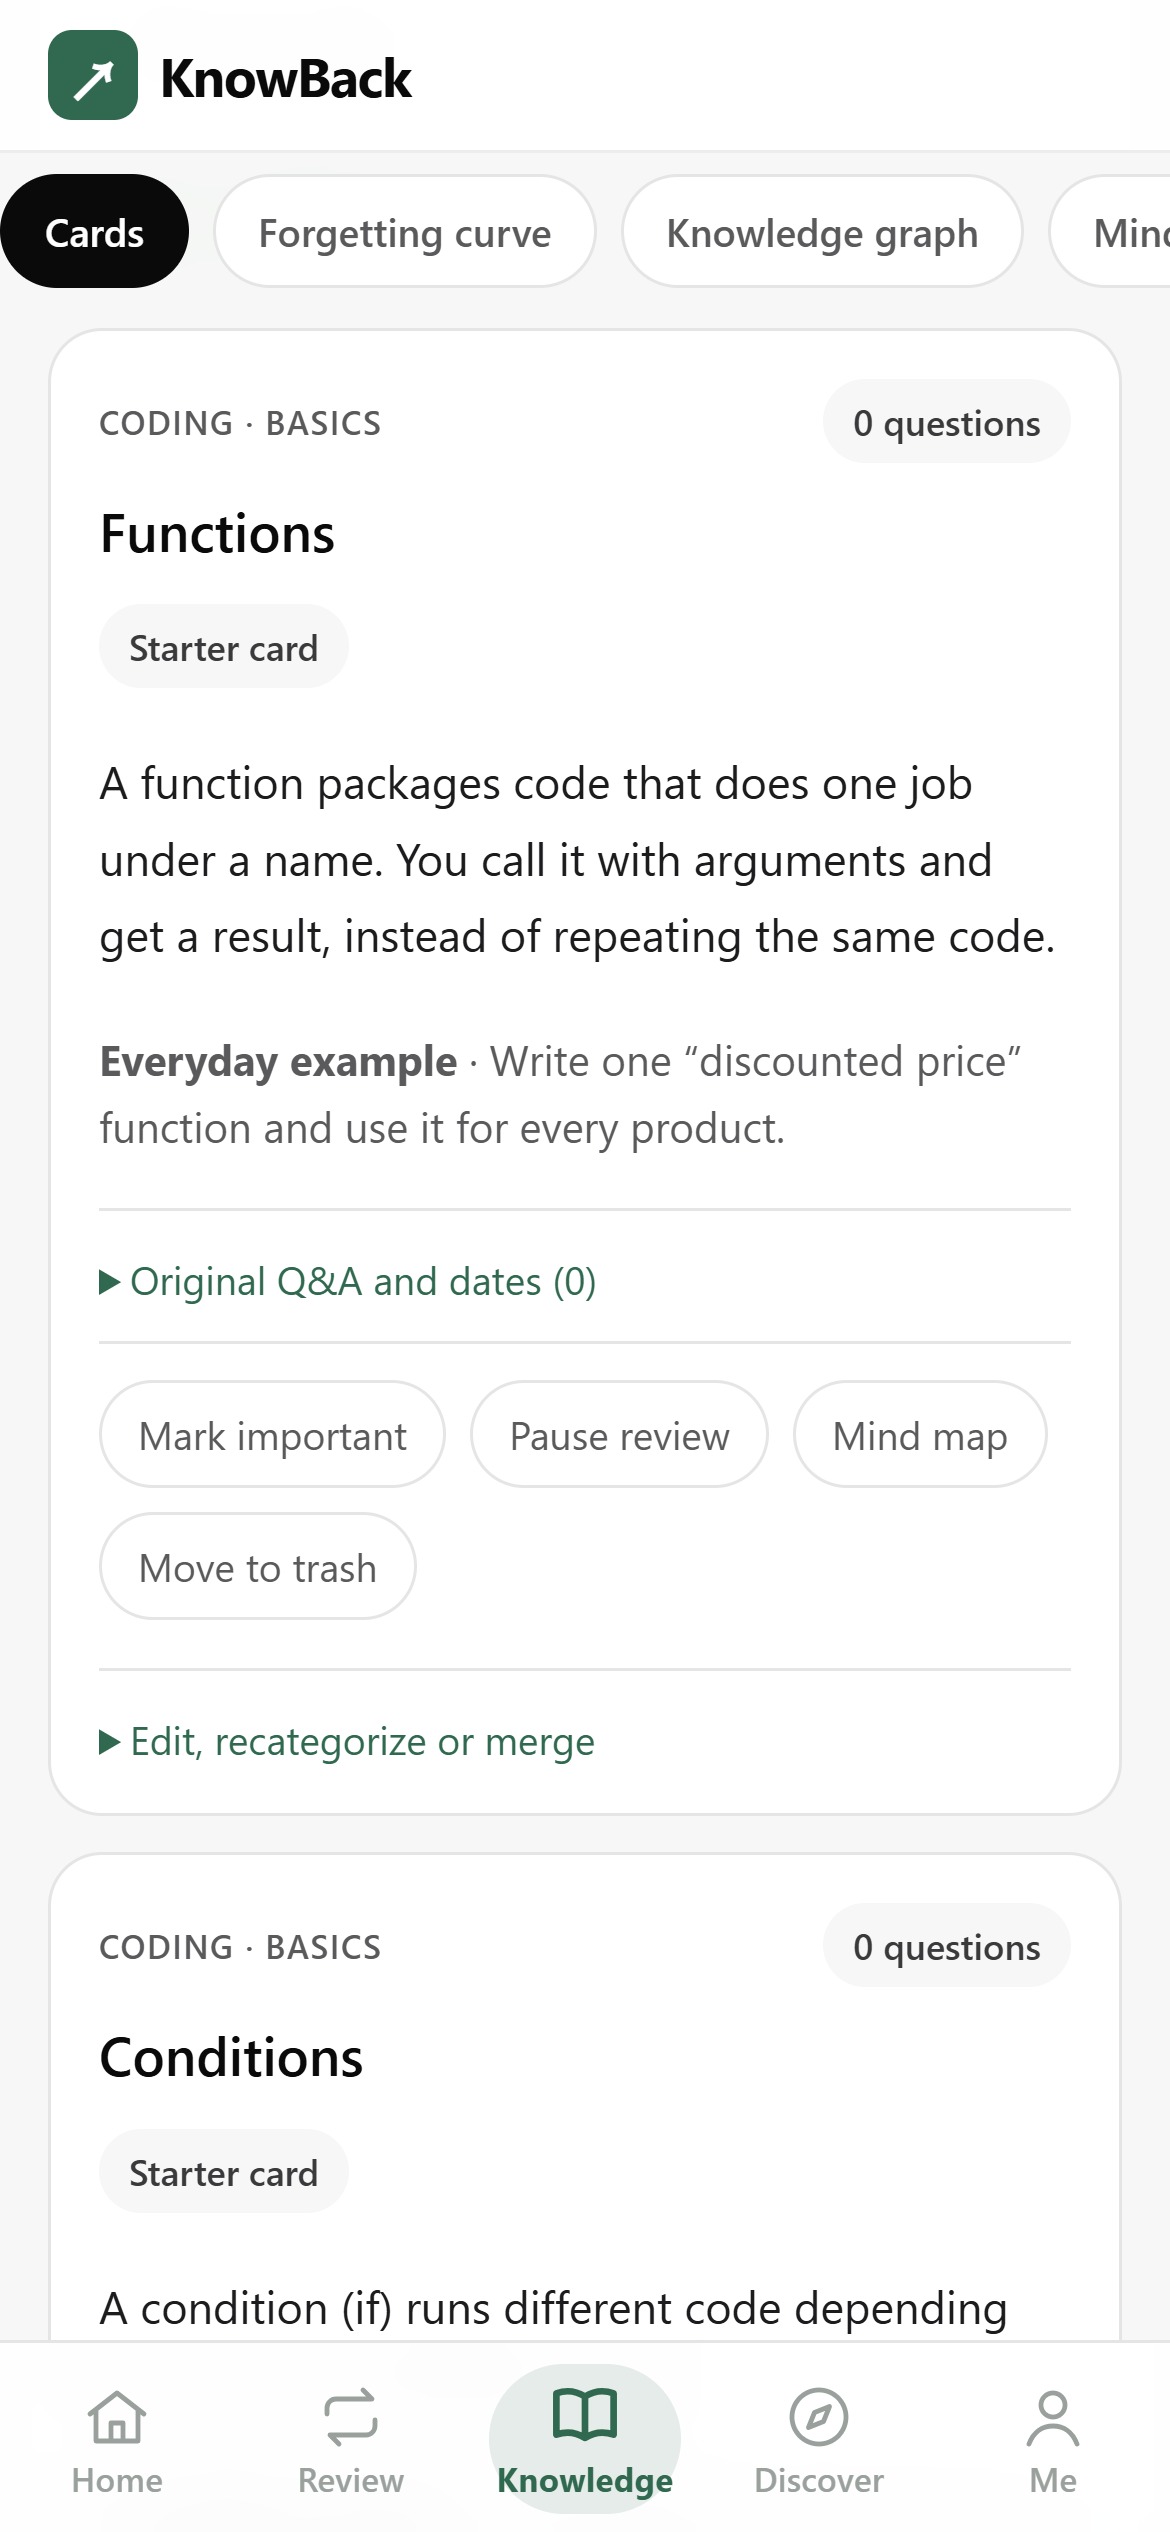 KnowBack
Cards
Forgetting curve
Knowledge graph
CODING · BASICS
0 questions
Functions
Starter card
A function packages code that does one job
under a name. You call it with arguments and
get a result, instead of repeating the same code.
Everyday example · Write one “discounted price”
function and use it for every product.
▶ Original Q&A and dates (0)
Mark important
Pause review
Mind map
Move to trash
▶ Edit, recategorize or merge
CODING · BASICS
0 questions
Conditions
Starter card
A condition (if) runs different code depending
Home
Review
Knowledge
Discover
Me